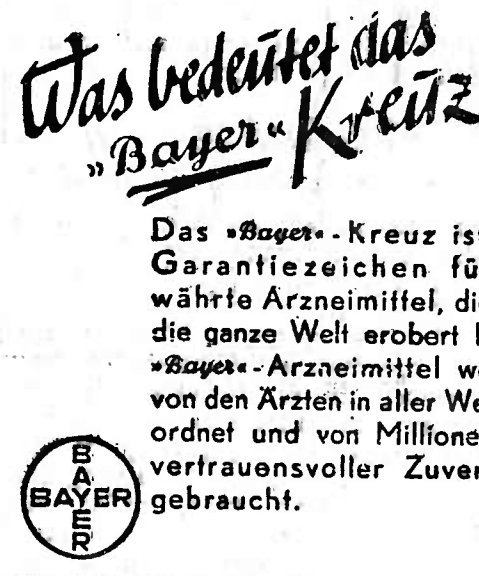 Was bedeutet das
»Bayer« Kreuz
Das »Bayer«-Kreuz is
Garantiezeichen fü
währte Arzneimittel, di
die ganze Welt erobert
»Bayer«-Arzneimittel w
von den Ärzten in aller We
ordnet und von Millione
vertrauensvoller Zuver
gebraucht.
BAYER
BAYER